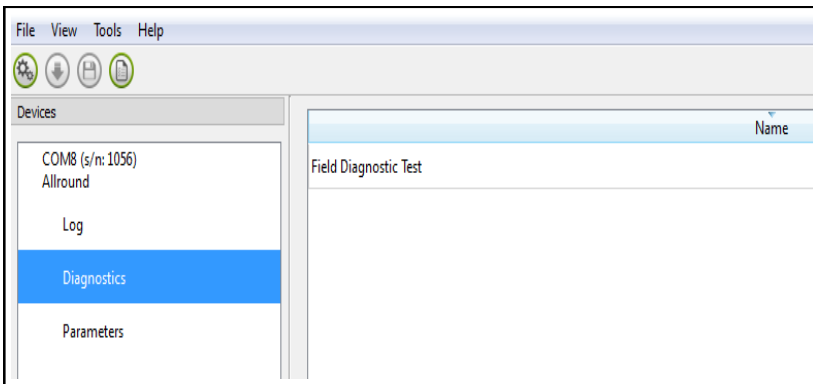 File View Tools Help
Devices
Name
COM8 (s/n: 1056)
Allround
Field Diagnostic Test
Log
Diagnostics
Parameters